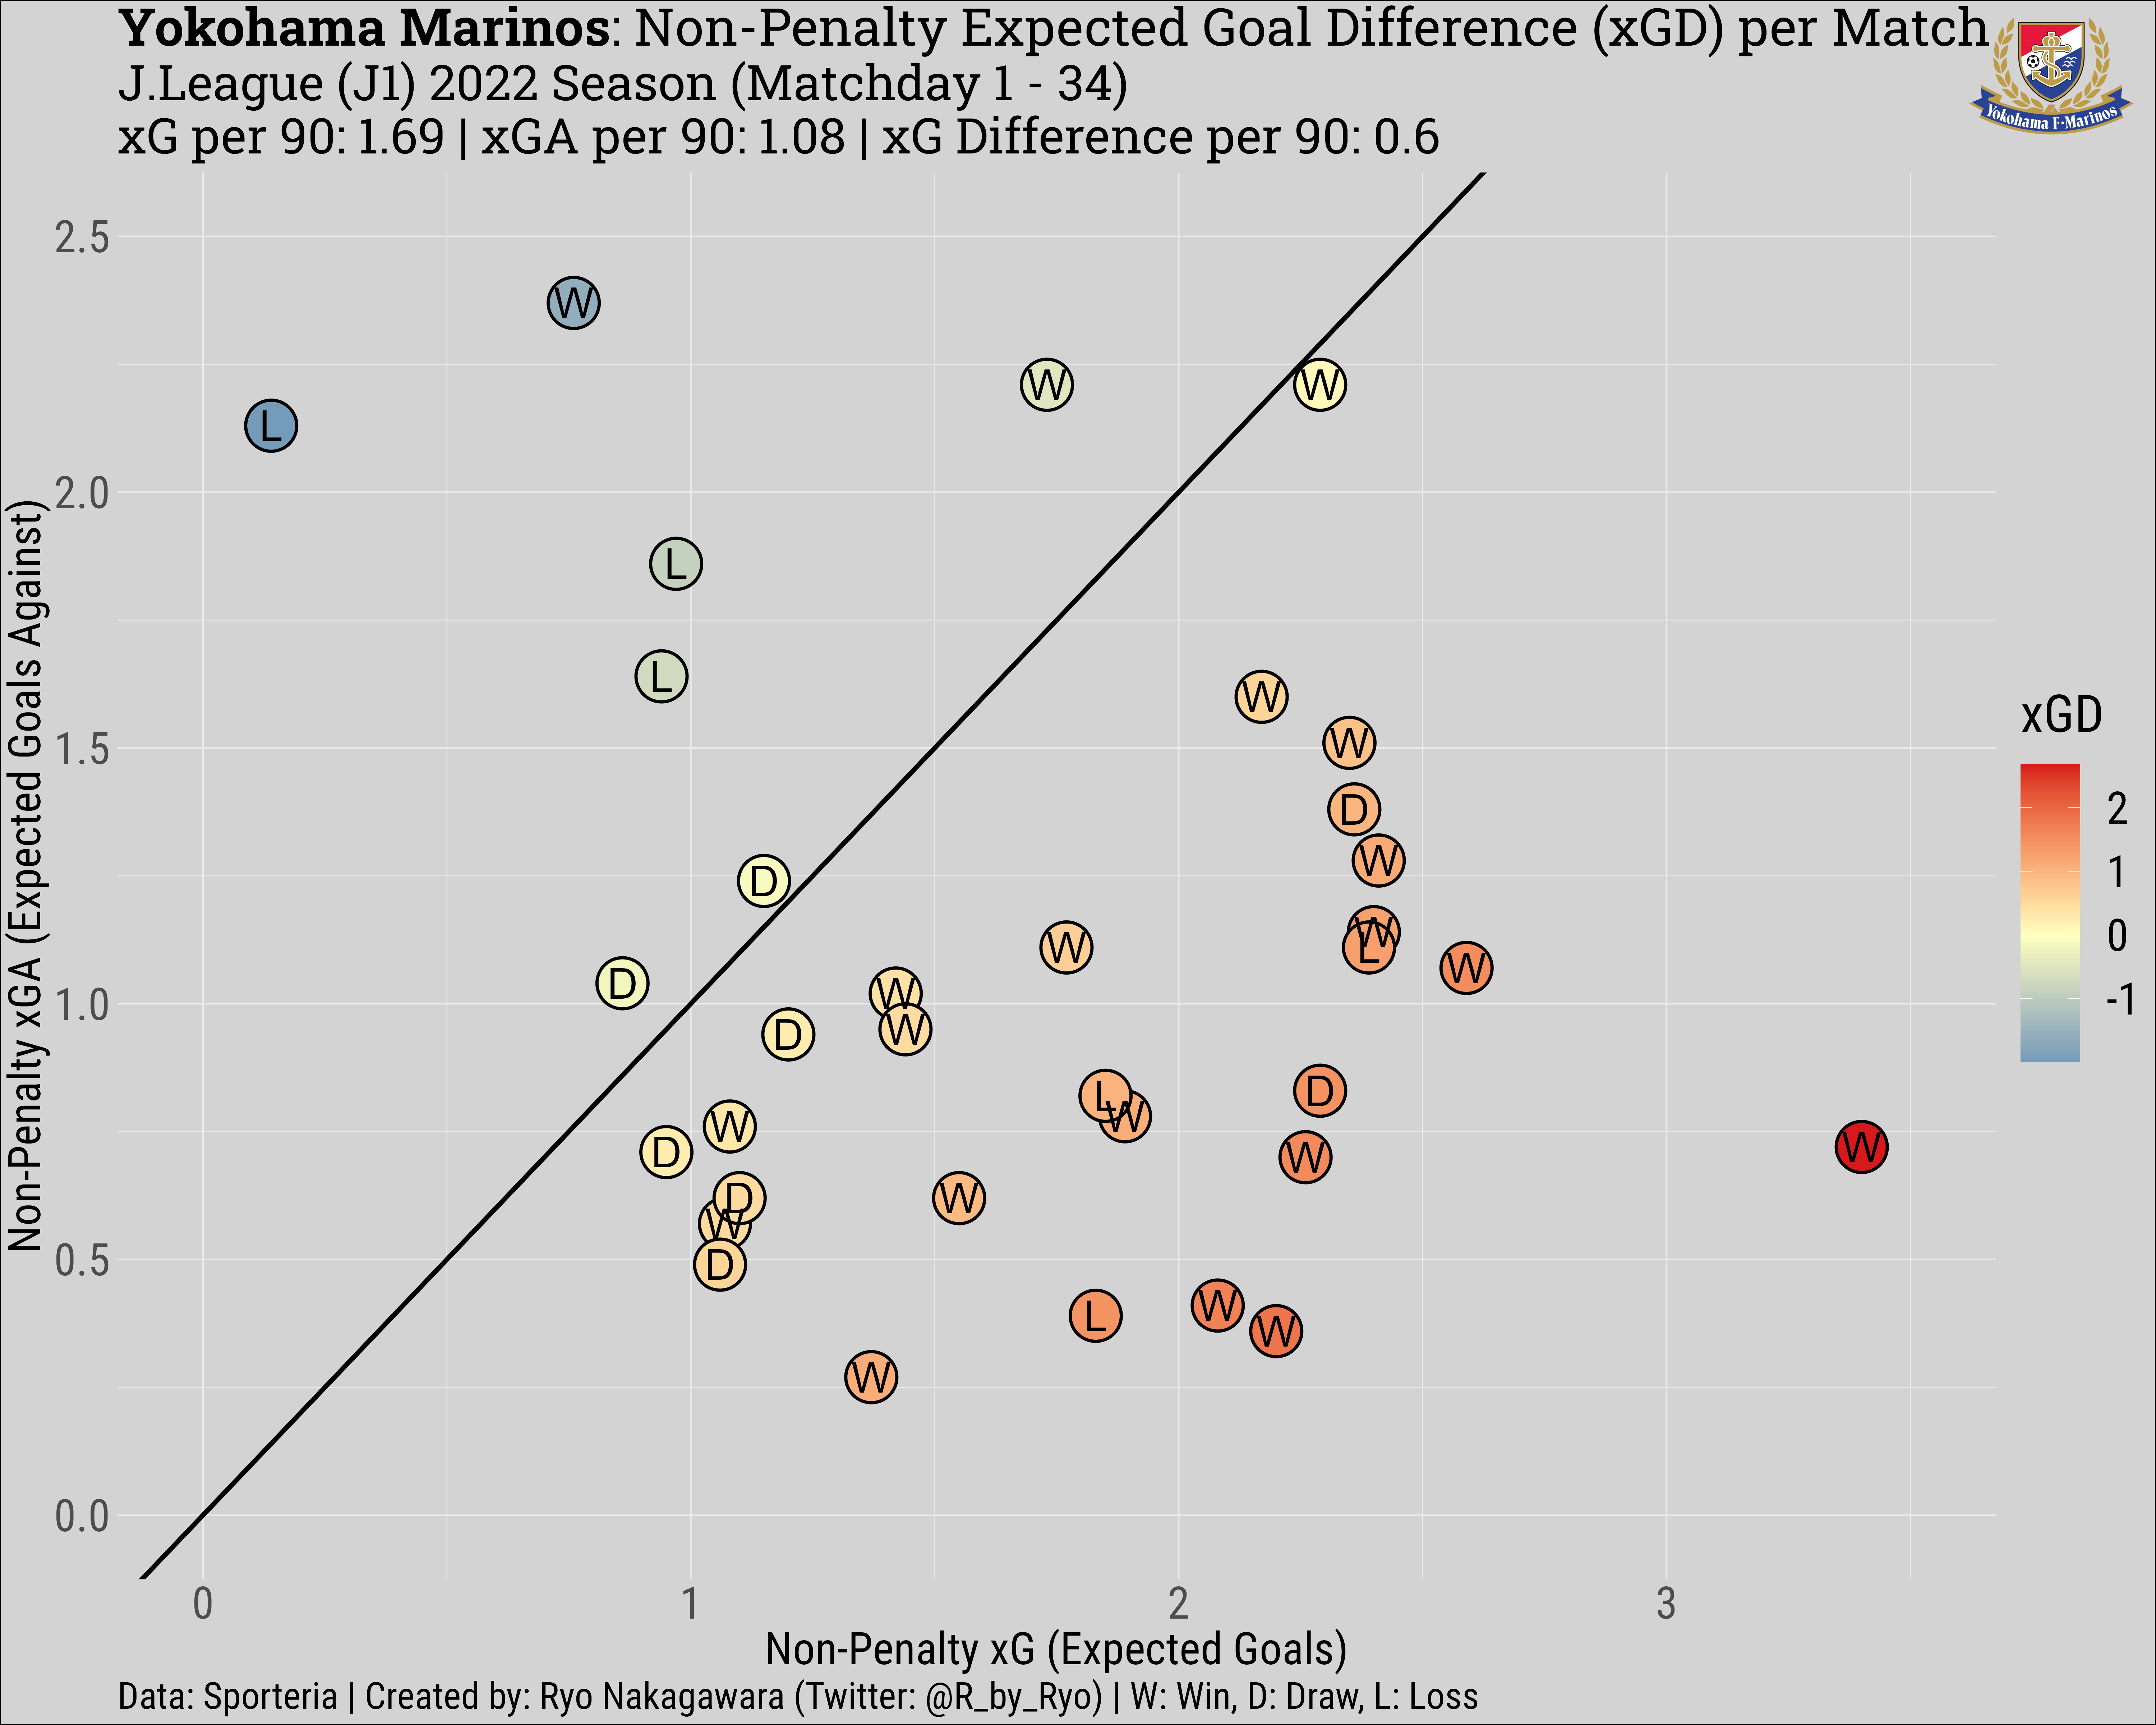 Yokohama Marinos: Non-Penalty Expected Goal Difference (xGD) per Match
J.League (J1) 2022 Season (Matchday 1 - 34)
xG per 90: 1.69 | xGA per 90: 1.08 | xG Difference per 90: 0.6
Yokohama F·Marinos
Non-Penalty xGA (Expected Goals Against)
2.5
2.0
1.5
1.0
0.5
0.0
W
W
W
L
L
L
W
W
D
W
D
W
L
W
W
D
W
W
D
L
W
D
W
D
W
W
D
W
W
D
L
W
W
W
xGD
2
1
0
-1
0
1
2
3
Non-Penalty xG (Expected Goals)
Data: Sporteria | Created by: Ryo Nakagawara (Twitter: @R_by_Ryo) | W: Win, D: Draw, L: Loss